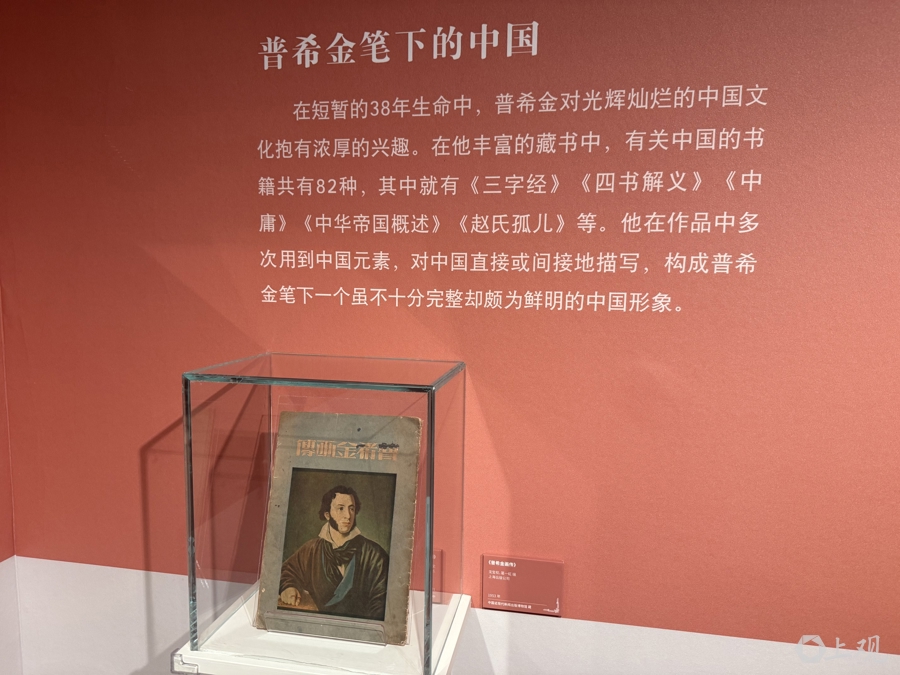 普希金笔下的中国
在短暂的38年生命中，普希金对光辉灿烂的中国文
化抱有浓厚的兴趣。在他丰富的藏书中，有关中国的书
籍共有82种，其中就有《三字经》《四书解义》《中
庸》《中华帝国概述》《赵氏孤儿》等。他在作品中多
次用到中国元素，对中国直接或间接地描写，构成普希
金笔下一个虽不十分完整却颇为鲜明的中国形象。
傳畫金希普
《普希金画传》
上观